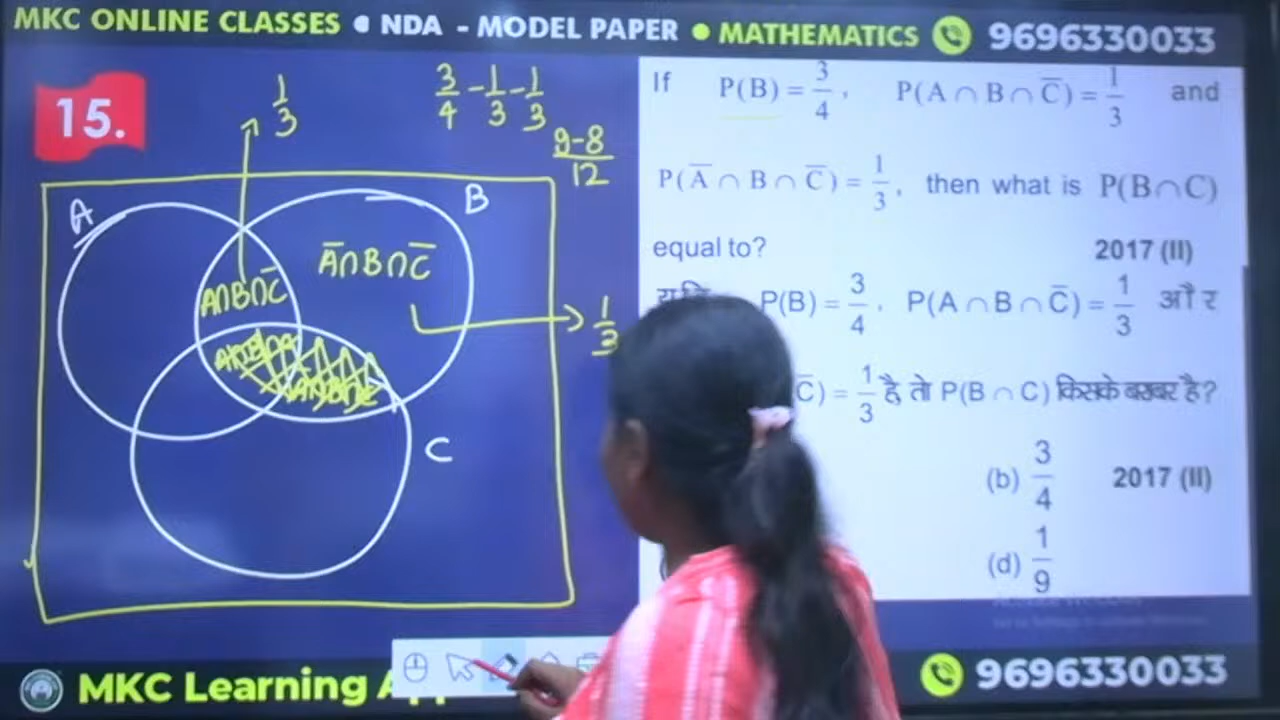 MKC ONLINE CLASSES • NDA - MODEL PAPER • MATHEMATICS 9696330033
15.
1/3
3/4 - 1/3 - 1/3
9-8/12
A
B
A̅∩B∩C̅
A∩B∩C̅
1/3
C
If P(B) = 3/4, P(A ∩ B ∩ C̅) = 1/3 and
P(A̅ ∩ B ∩ C̅) = 1/3, then what is P(B∩C)
equal to? 2017 (II)
P(B) = 3/4, P(A ∩ B ∩ C̅) = 1/3 और
C̅) = 1/3 है, तो P(B ∩ C) किसके बराबर है?
(b) 3/4 2017 (II)
(d) 1/9
MKC Learning 9696330033